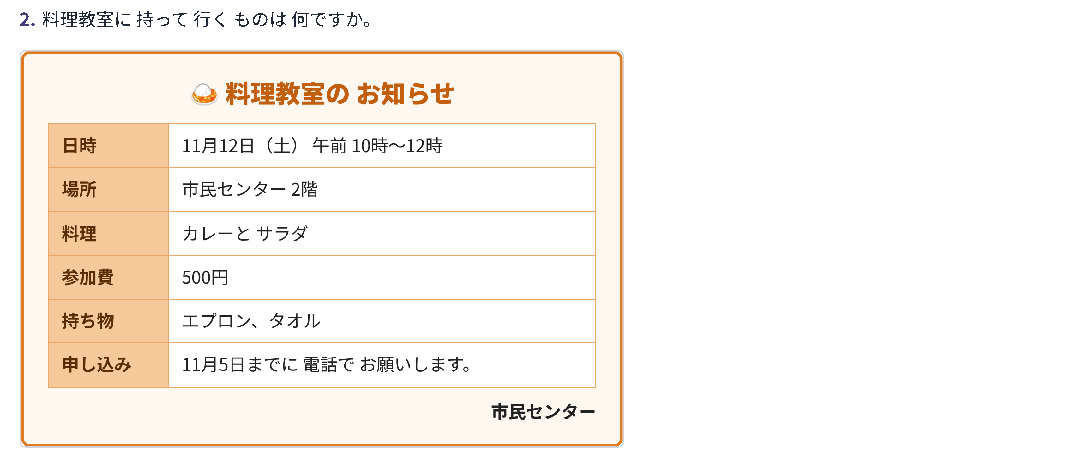 2. 料理教室に 持って 行く ものは 何ですか。
料理教室の お知らせ
日時 11月12日（土） 午前 10時～12時
場所 市民センター 2階
料理 カレーと サラダ
参加費 500円
持ち物 エプロン、タオル
申し込み 11月5日までに 電話で お願いします。
市民センター